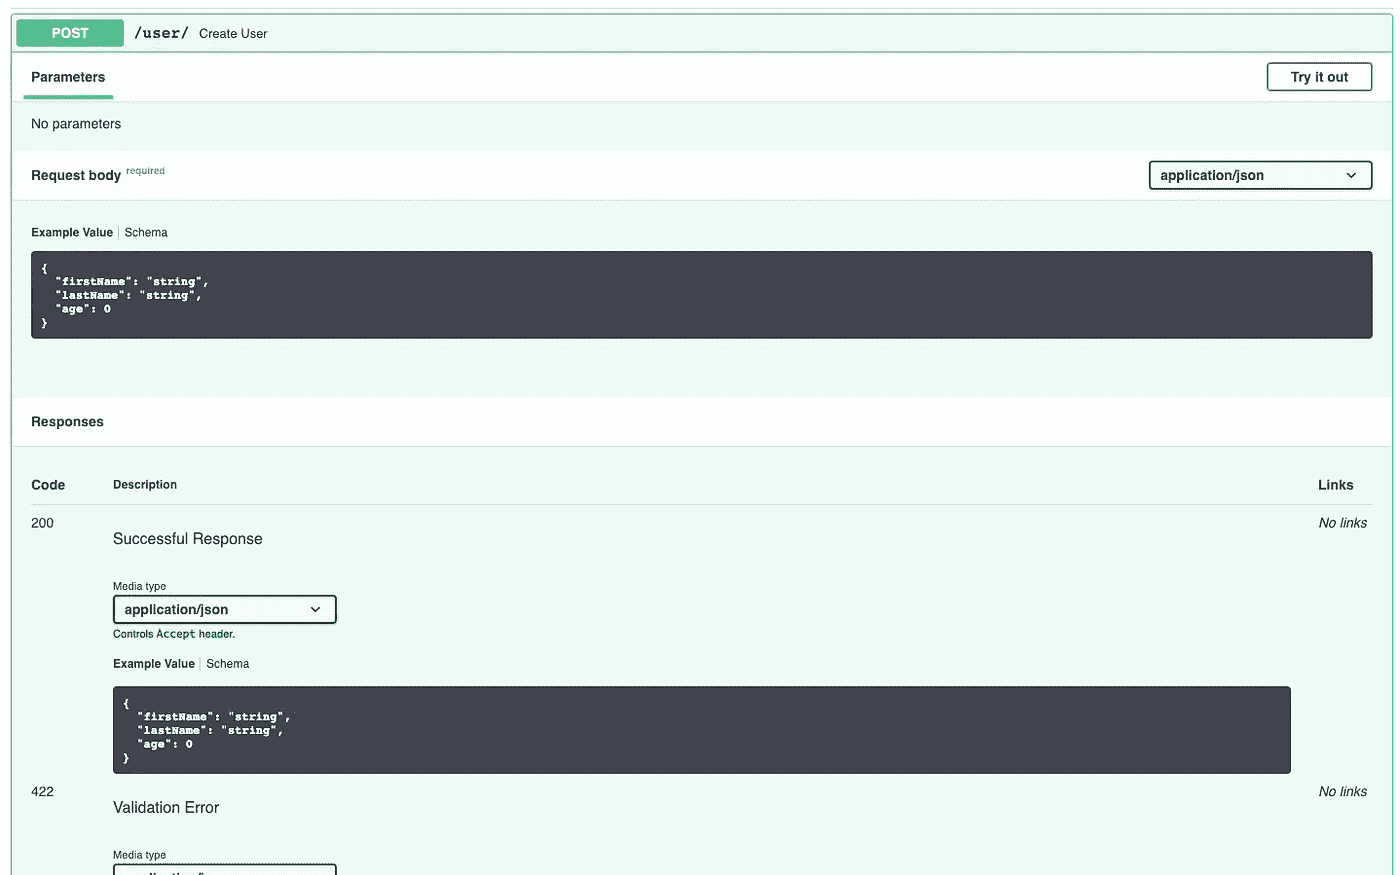 POST /user/ Create User
Parameters
Try it out
No parameters
Request body required
application/json
Example Value Schema
{
"firstName": "string",
"lastName": "string",
"age": 0
}
Responses
Code Description Links
200 No links
Successful Response
Media type
application/json
Controls Accept header.
Example Value Schema
{
"firstName": "string",
"lastName": "string",
"age": 0
}
422 No links
Validation Error
Media type